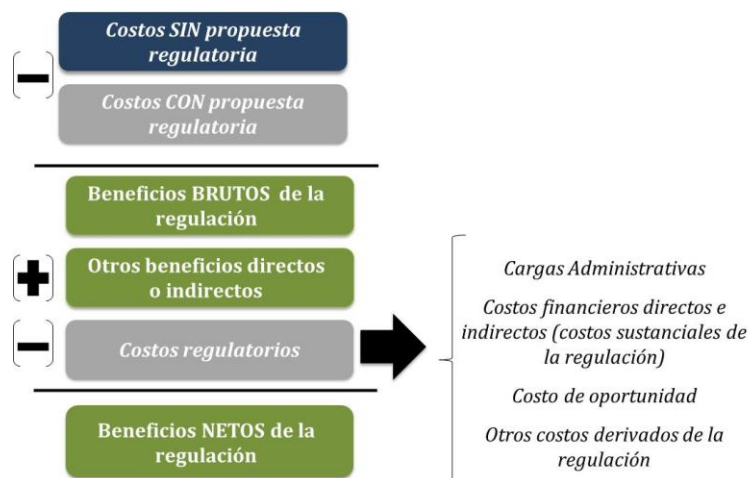 Costos SIN propuesta
regulatoria
Costos CON propuesta
regulatoria
Beneficios BRUTOS de la
regulación
Otros beneficios directos
o indirectos
Costos regulatorios
Beneficios NETOS de la
regulación
Cargas Administrativas
Costos financieros directos e
indirectos (costos sustanciales de
la regulación)
Costo de oportunidad
Otros costos derivados de la
regulación